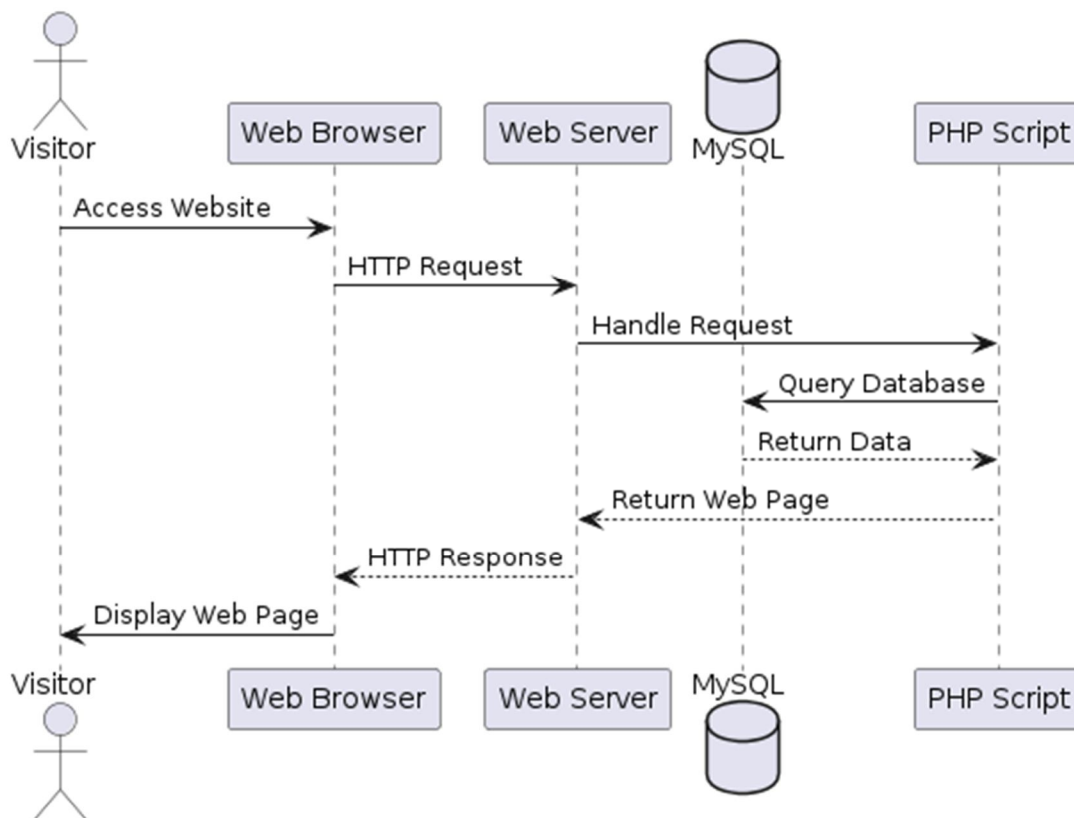 Visitor
Web Browser
Web Server
MySQL
PHP Script
Access Website
HTTP Request
Handle Request
Query Database
Return Data
Return Web Page
HTTP Response
Display Web Page
Visitor
Web Browser
Web Server
MySQL
PHP Script